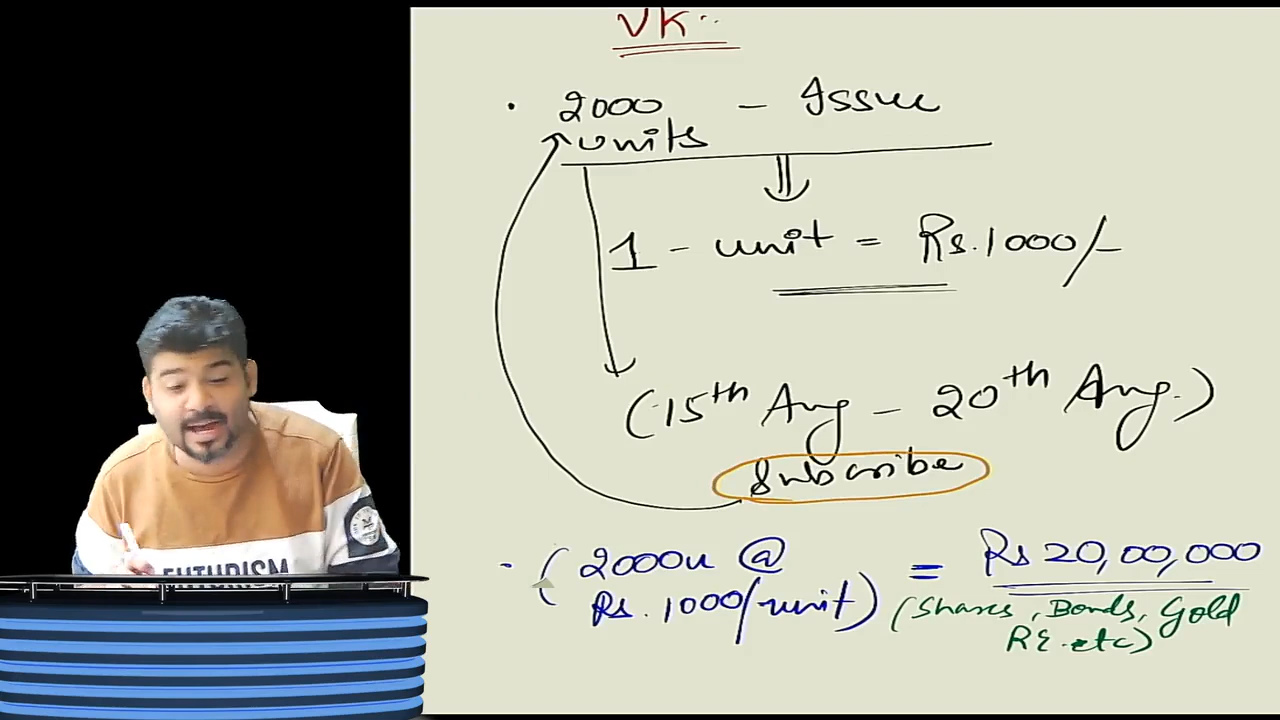 VK..
· 2000 - Issue
units
1 - unit = Rs.1000/-
(15th Aug - 20th Aug.)
Subscribe
· (2000u @ = Rs 20,00,000
Rs. 1000/unit) (Shares, Bonds, Gold
RE. etc)
FUTURISM